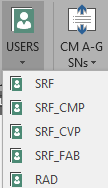 USERS
CM A-G
SNs
SRF
SRF_CMP
SRF_CVP
SRF_FAB
RAD